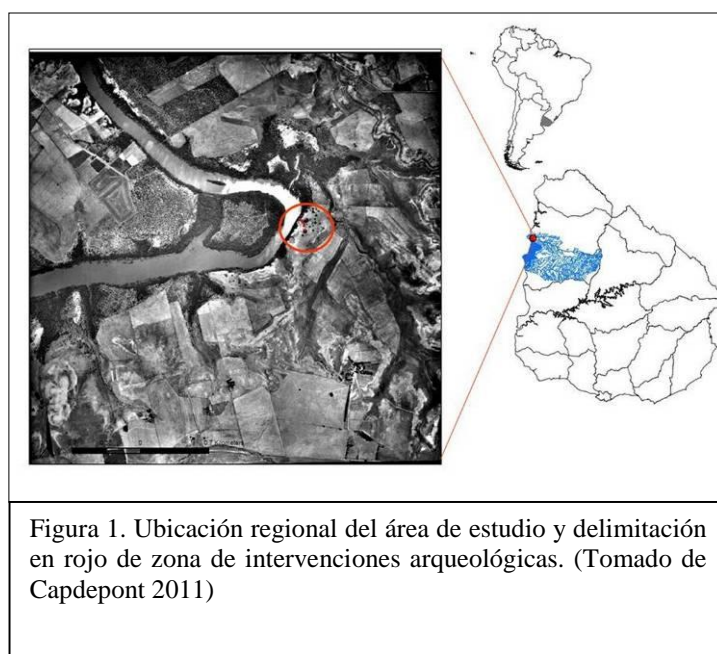 Figura 1. Ubicación regional del área de estudio y delimitación
en rojo de zona de intervenciones arqueológicas. (Tomado de
Capdepont 2011)